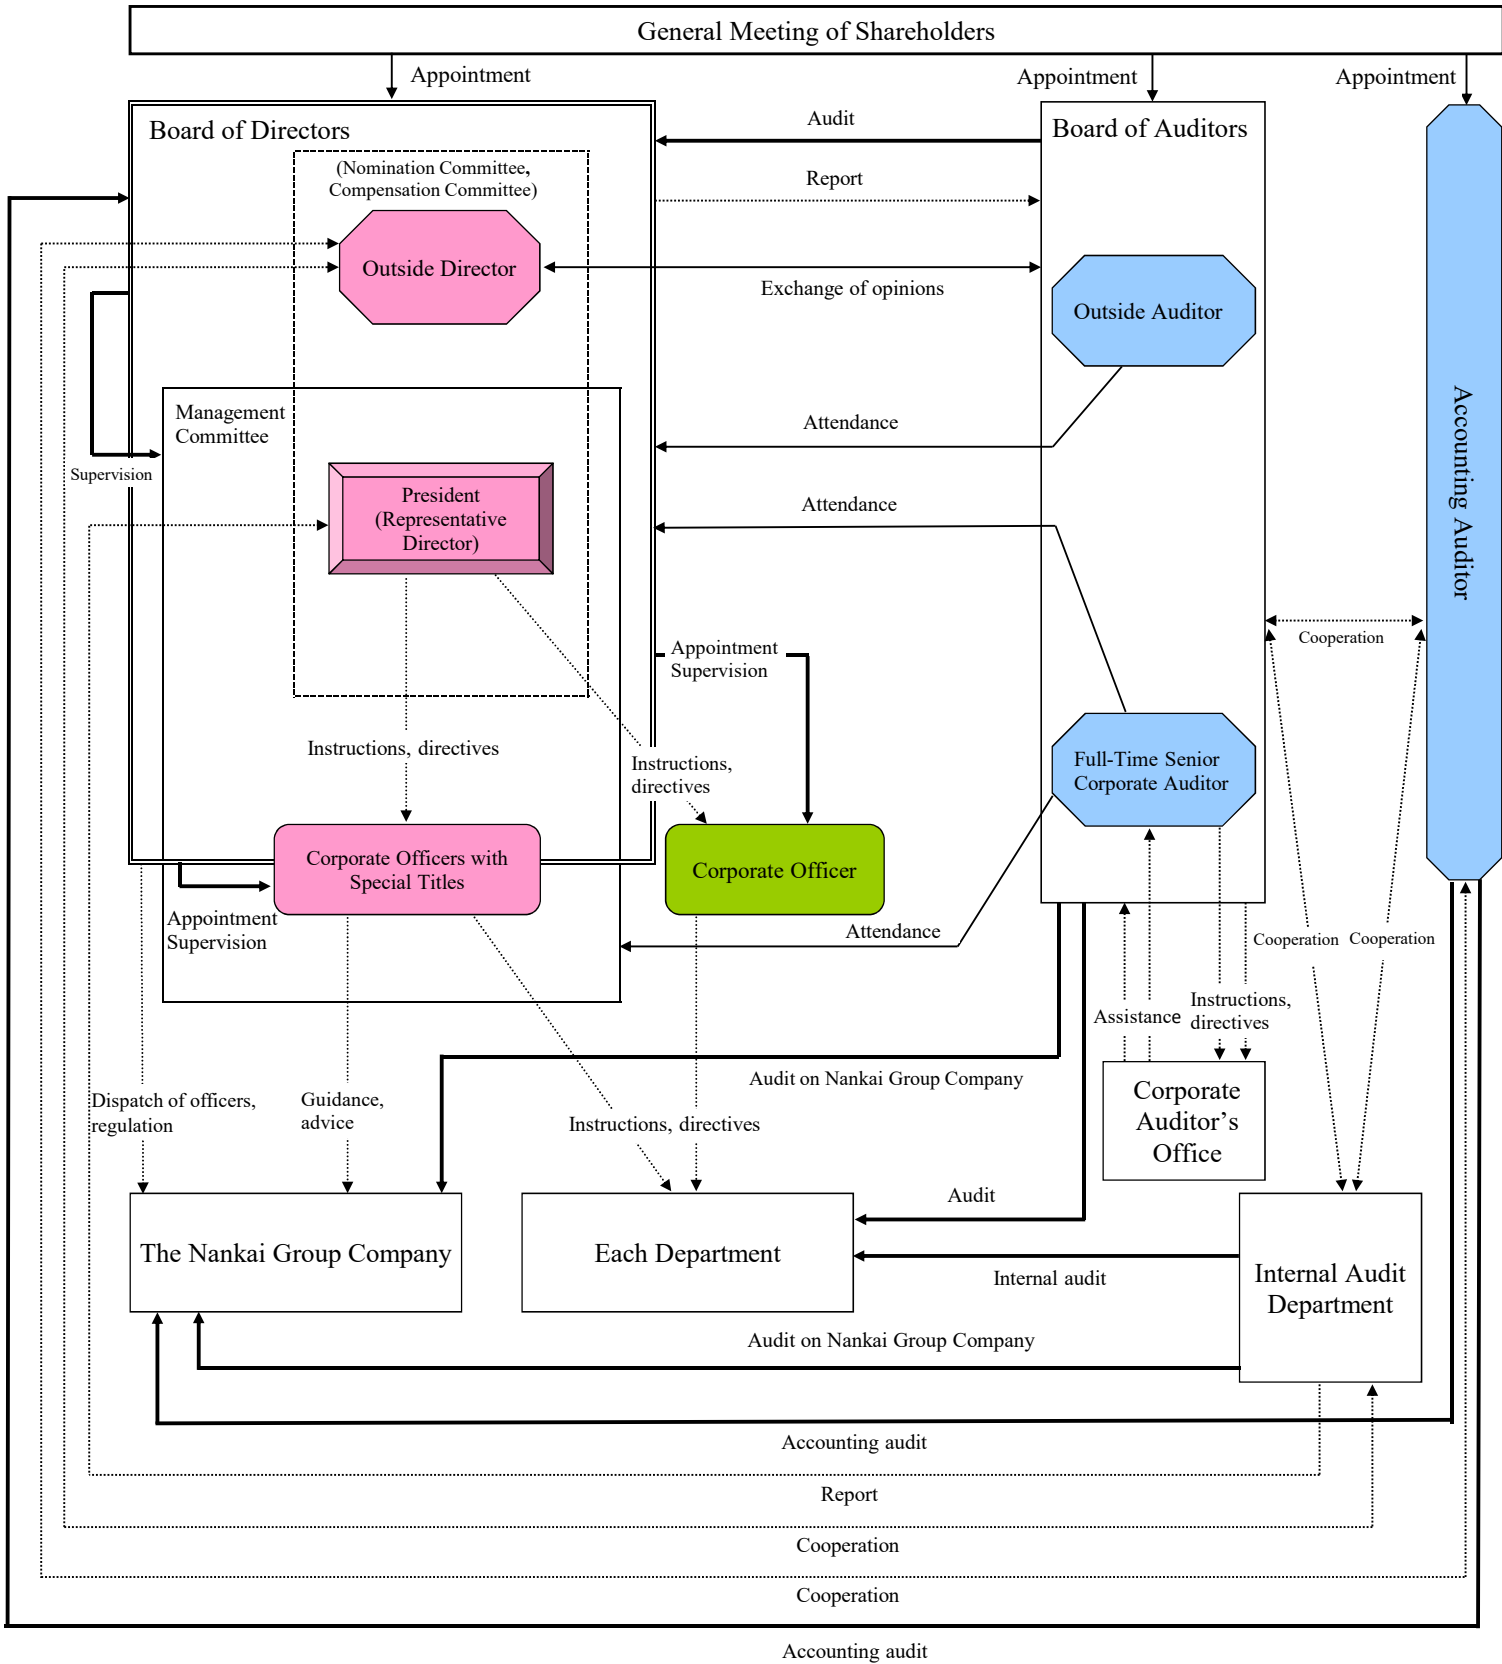 General Meeting of Shareholders
Appointment
Appointment
Appointment
Board of Directors
Board of Auditors
Audit
(Nomination Committee,
Compensation Committee)
Report
Outside Director
Exchange of opinions
Outside Auditor
Management
Committee
Attendance
Supervision
President
(Representative
Director)
Attendance
Accounting Auditor
Cooperation
Appointment
Supervision
Instructions, directives
Instructions,
directives
Full-Time Senior
Corporate Auditor
Corporate Officers with
Special Titles
Corporate Officer
Appointment
Supervision
Attendance
Cooperation
Cooperation
Assistance
Instructions,
directives
Audit on Nankai Group Company
Dispatch of officers,
regulation
Guidance,
advice
Instructions, directives
Corporate
Auditor’s
Office
Audit
The Nankai Group Company
Each Department
Internal audit
Internal Audit
Department
Audit on Nankai Group Company
Accounting audit
Report
Cooperation
Cooperation
Accounting audit